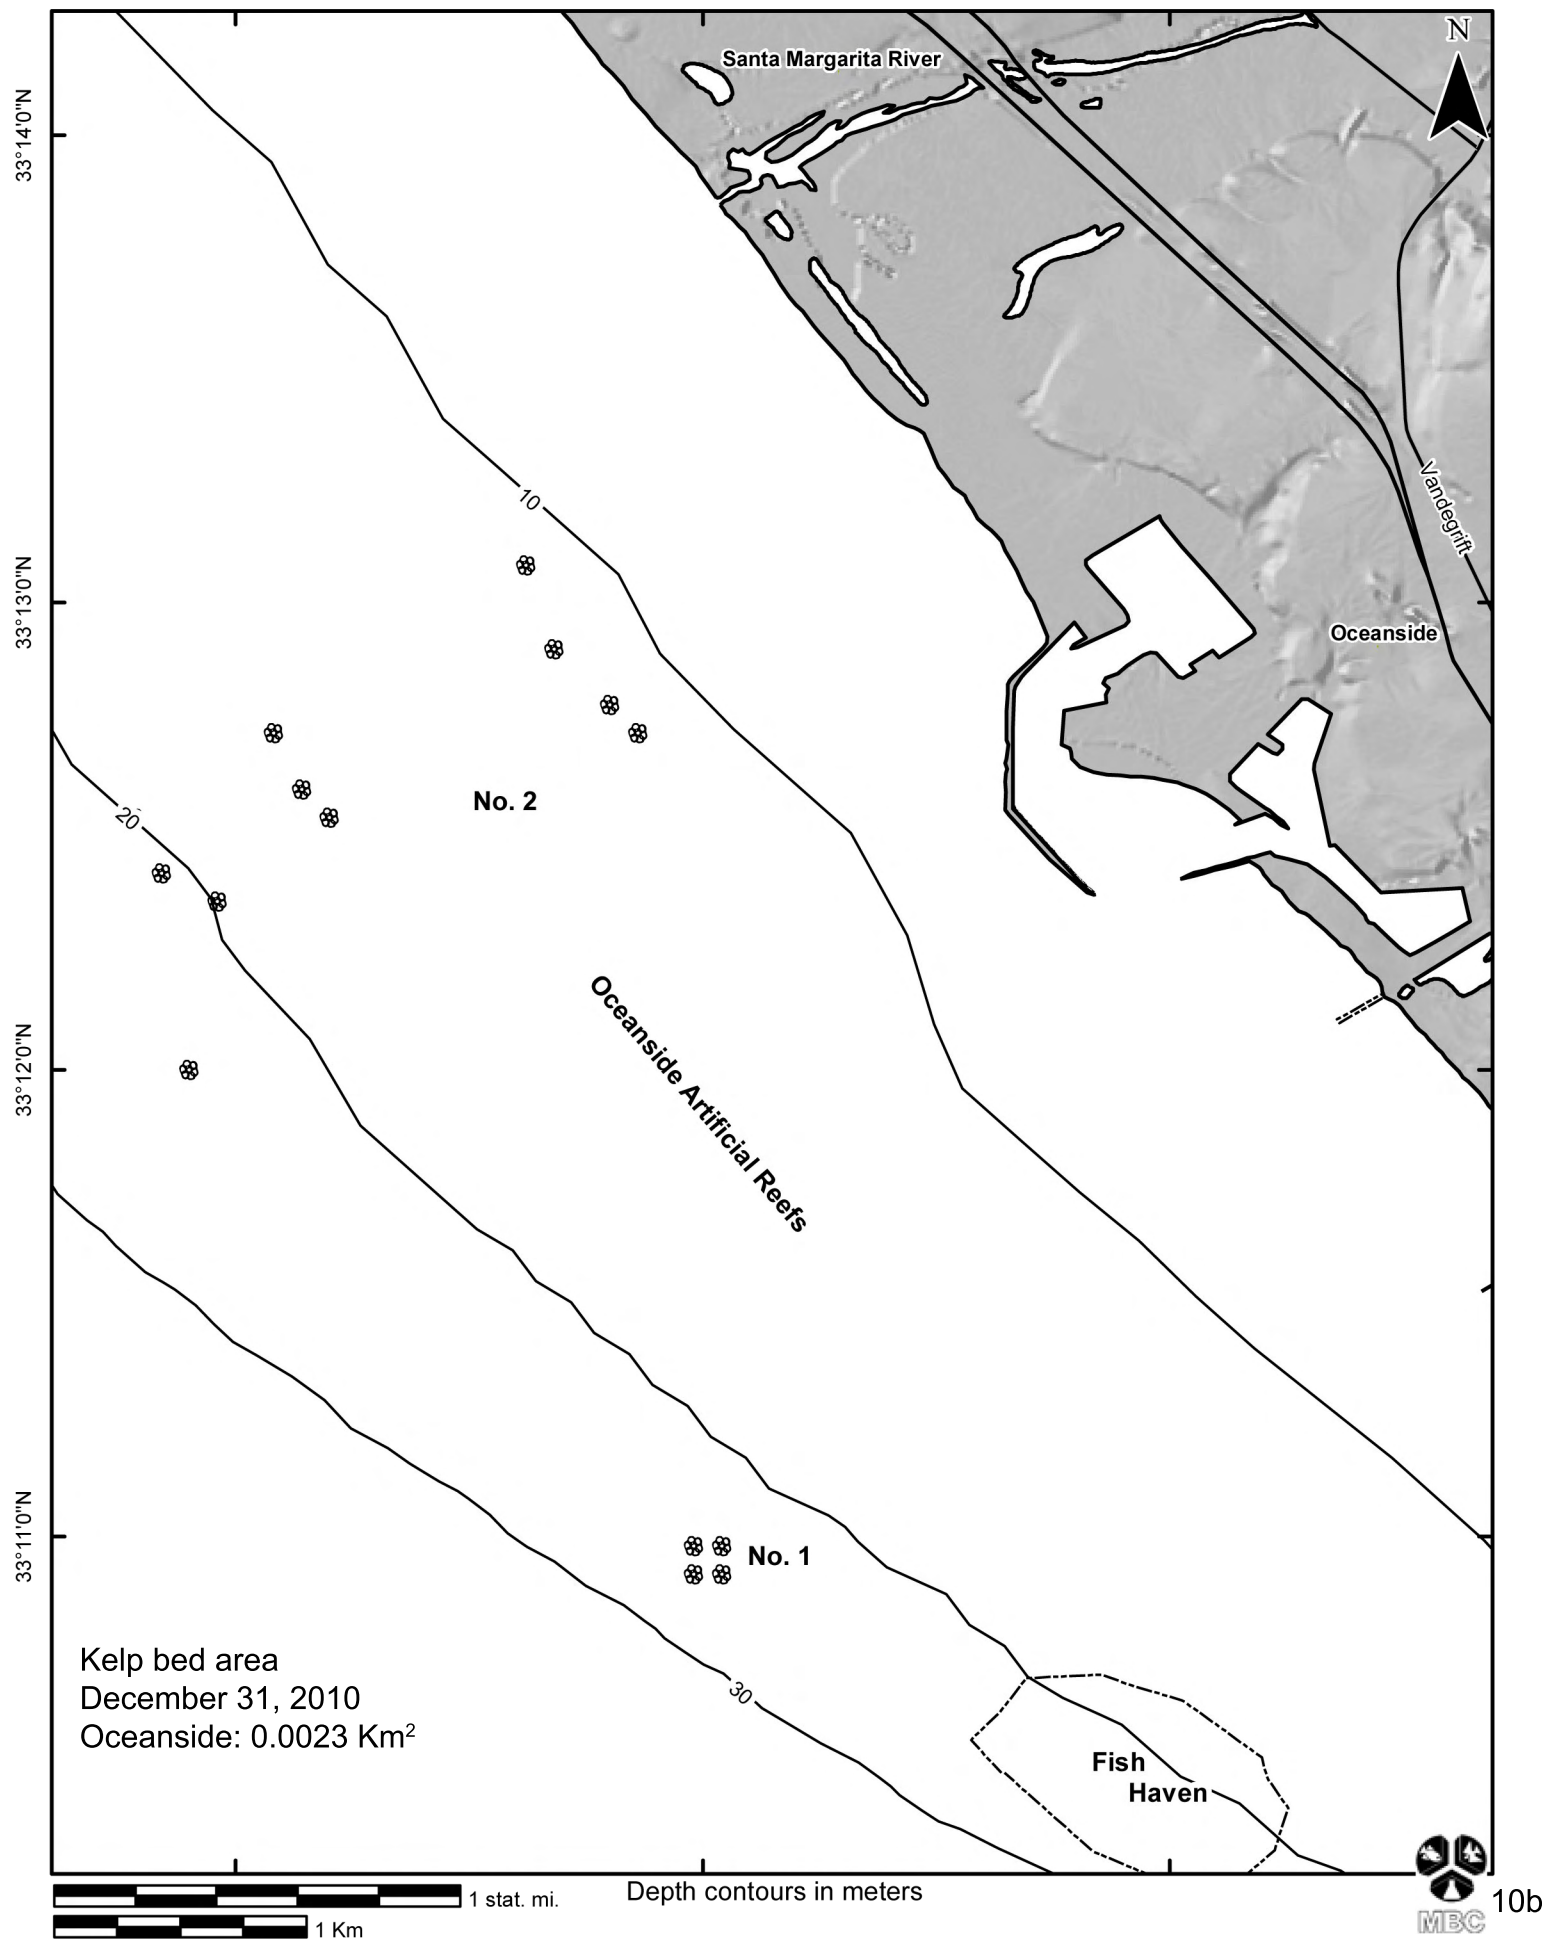 N
Santa Margarita River
33°14'0"N
10
Vandegrift
33°13'0"N
Oceanside
No. 2
20
Oceanside Artificial Reefs
33°12'0"N
33°11'0"N
No. 1
Kelp bed area
December 31, 2010
Oceanside: 0.0023 Km²
30
Fish
Haven
1 stat. mi.
Depth contours in meters
10b
1 Km
MBC